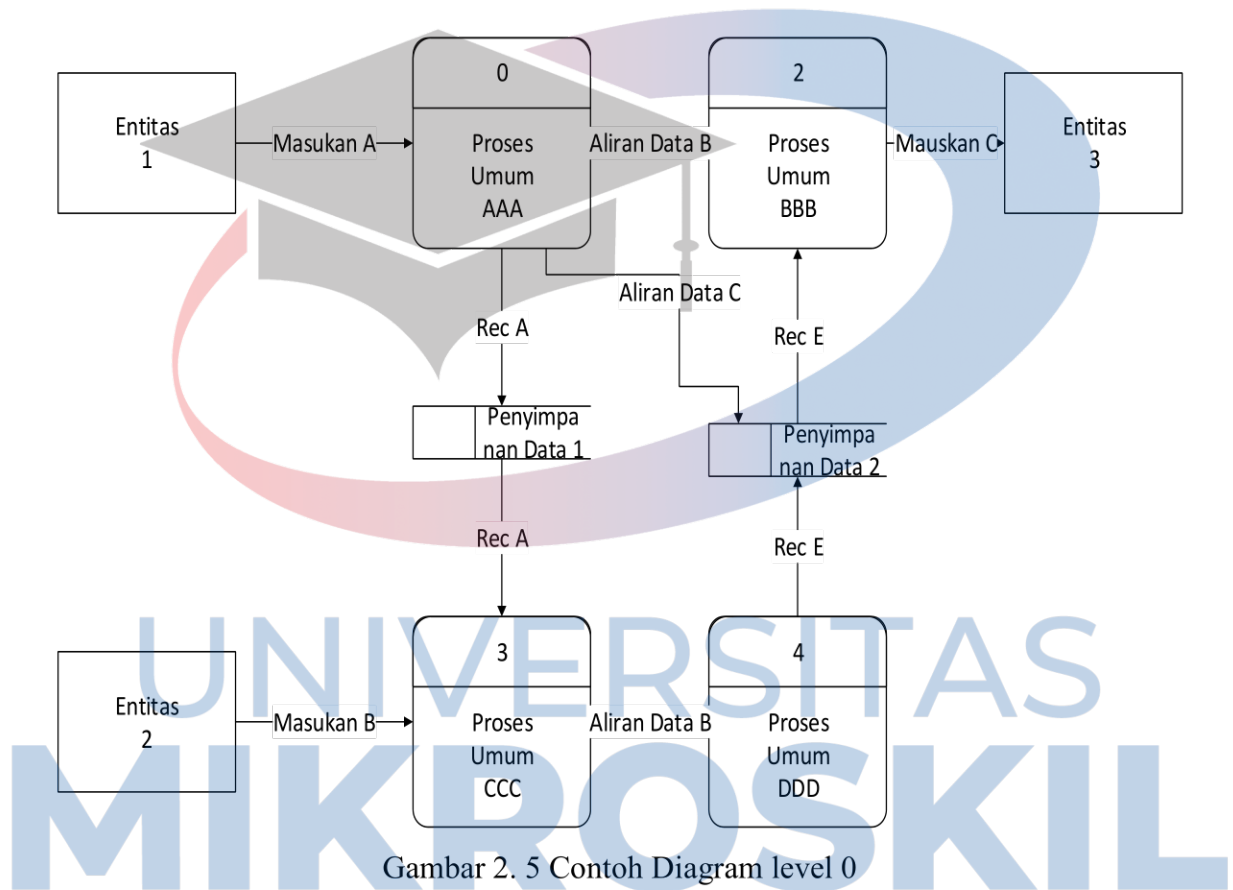 0
2
Entitas
1
Masukan A
Proses
Umum
AAA
Aliran Data B
Proses
Umum
BBB
Mauskan C
Entitas
3
Aliran Data C
Rec A
Rec E
Penyimpa
nan Data 1
Penyimpa
nan Data 2
Rec A
Rec E
3
4
Entitas
2
Masukan B
Proses
Umum
CCC
Aliran Data B
Proses
Umum
DDD
UNIVERSITAS
MIKROSKIL
Gambar 2. 5 Contoh Diagram level 0